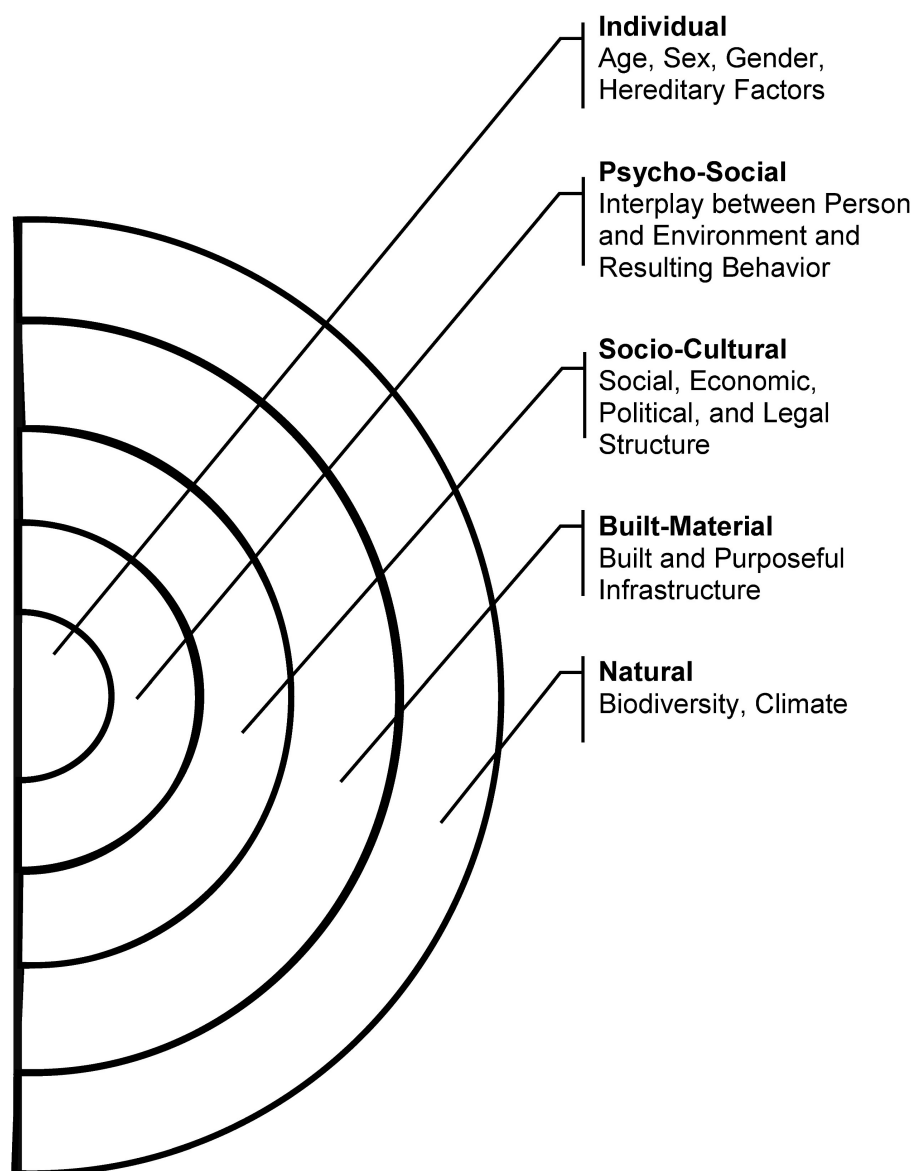 Individual
Age, Sex, Gender,
Hereditary Factors
Psycho-Social
Interplay between Person
and Environment and
Resulting Behavior
Socio-Cultural
Social, Economic,
Political, and Legal
Structure
Built-Material
Built and Purposeful
Infrastructure
Natural
Biodiversity, Climate